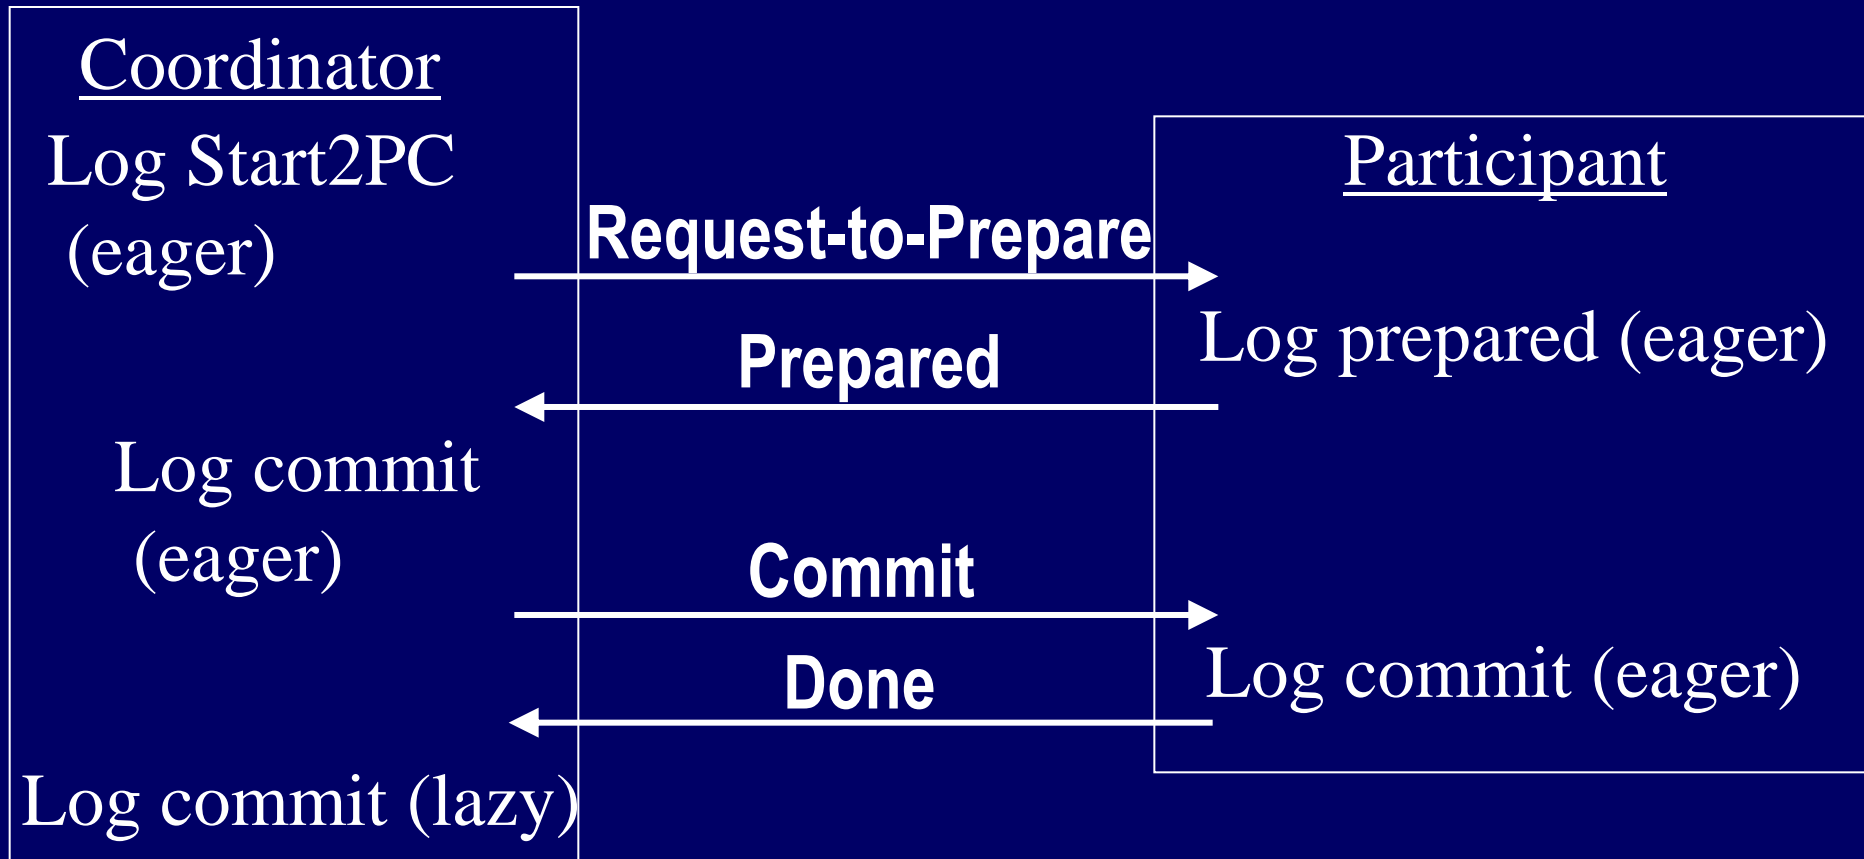 Coordinator
Log Start2PC
(eager)
Participant
Request-to-Prepare
Log prepared (eager)
Prepared
Log commit
(eager)
Commit
Log commit (eager)
Done
Log commit (lazy)